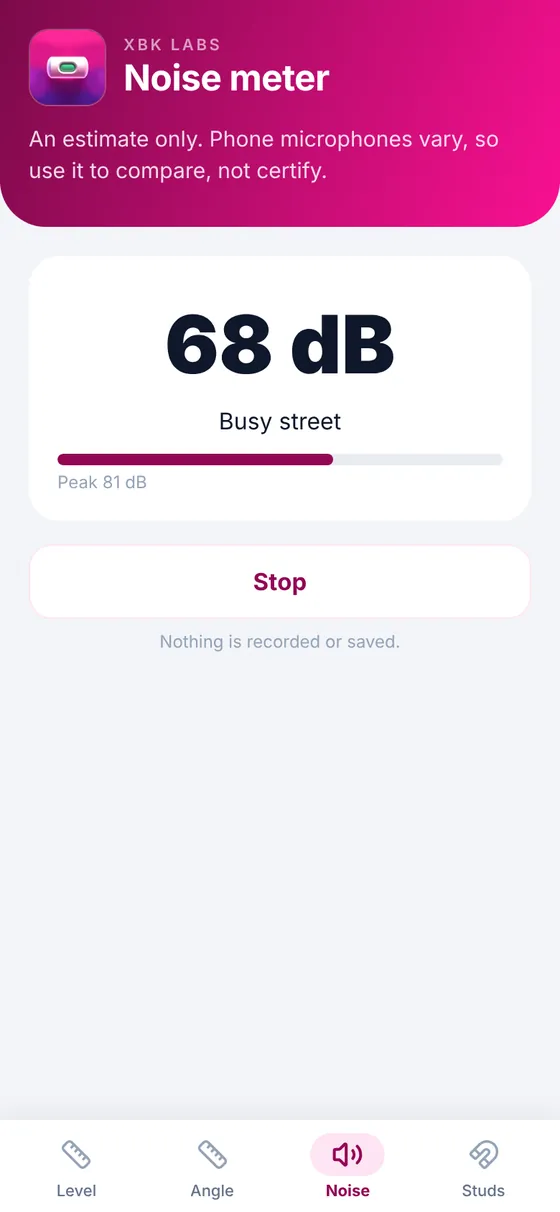 XBK LABS
Noise meter
An estimate only. Phone microphones vary, so
use it to compare, not certify.
68 dB
Busy street
Peak 81 dB
Stop
Nothing is recorded or saved.
Level
Angle
Noise
Studs